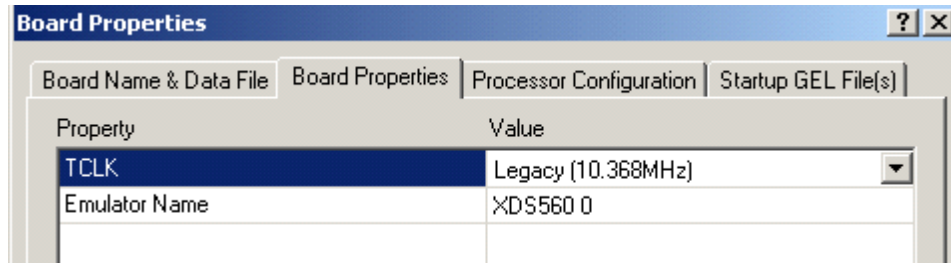 Board Properties
Board Name & Data File Board Properties Processor Configuration Startup GEL File(s)
Property Value
TCLK Legacy (10.368MHz)
Emulator Name XDS560 0